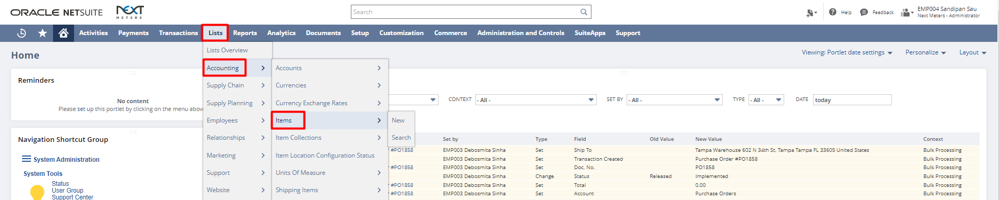 ORACLE NETSUITE
NEXT
METERS
Search
Help
Feedback
EMP004 Sandipan Sau
Next Meters - Administrator
Activities
Payments
Transactions
Lists
Reports
Analytics
Documents
Setup
Customization
Commerce
Administration and Controls
SuiteApps
Support
Home
Viewing: Portlet date settings
Personalize
Layout
Reminders
No content
Please set up this portlet by clicking on the menu above
Navigation Shortcut Group
System Administration
System Tools
Status
User Group
Support Center
Lists Overview
Accounting
Supply Chain
Supply Planning
Employees
Relationships
Marketing
Support
Website
Accounts
Currencies
Currency Exchange Rates
Items
Item Collections
Item Location Configuration Status
Units Of Measure
Shipping Items
New
Search
CONTEXT - All -
SET BY - All -
TYPE - All -
DATE today
Set by Type Field Old Value New Value Context
#PO1858 EMP003 Debosmita Sinha Set Ship To Tampa Warehouse 602 N 34th St, Tampa Tampa FL 33605 United States Bulk Processing
EMP003 Debosmita Sinha Set Transaction Created Purchase Order #PO1858 Bulk Processing
#PO1858 EMP003 Debosmita Sinha Set Doc. No. PO1858 Bulk Processing
EMP003 Debosmita Sinha Change Status Released Implemented Bulk Processing
#PO1858 EMP003 Debosmita Sinha Set Total 0.00 Bulk Processing
#PO1858 EMP003 Debosmita Sinha Set Account Purchase Orders Bulk Processing